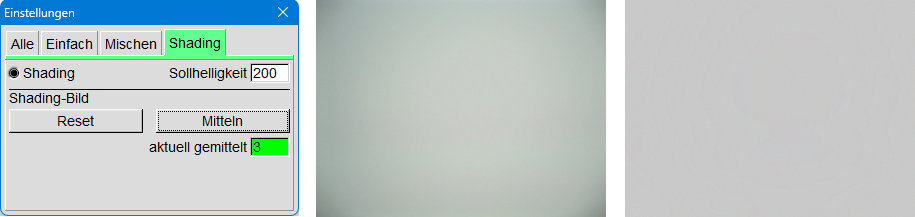 Einstellungen
Alle Einfach Mischen Shading
Shading Sollhelligkeit 200
Shading-Bild
Reset Mitteln
aktuell gemittelt 3